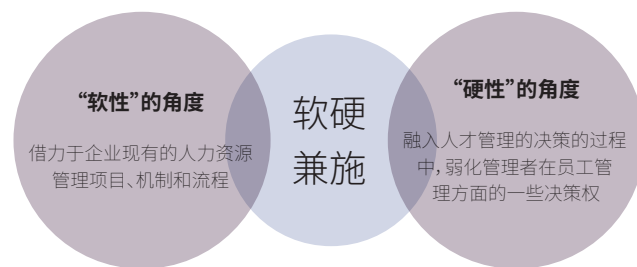 “软性”的角度
借力于企业现有的人力资源
管理项目、机制和流程
软硬
兼施
“硬性”的角度
融入人才管理的决策的过程
中，弱化管理者在员工管
理方面的一些决策权